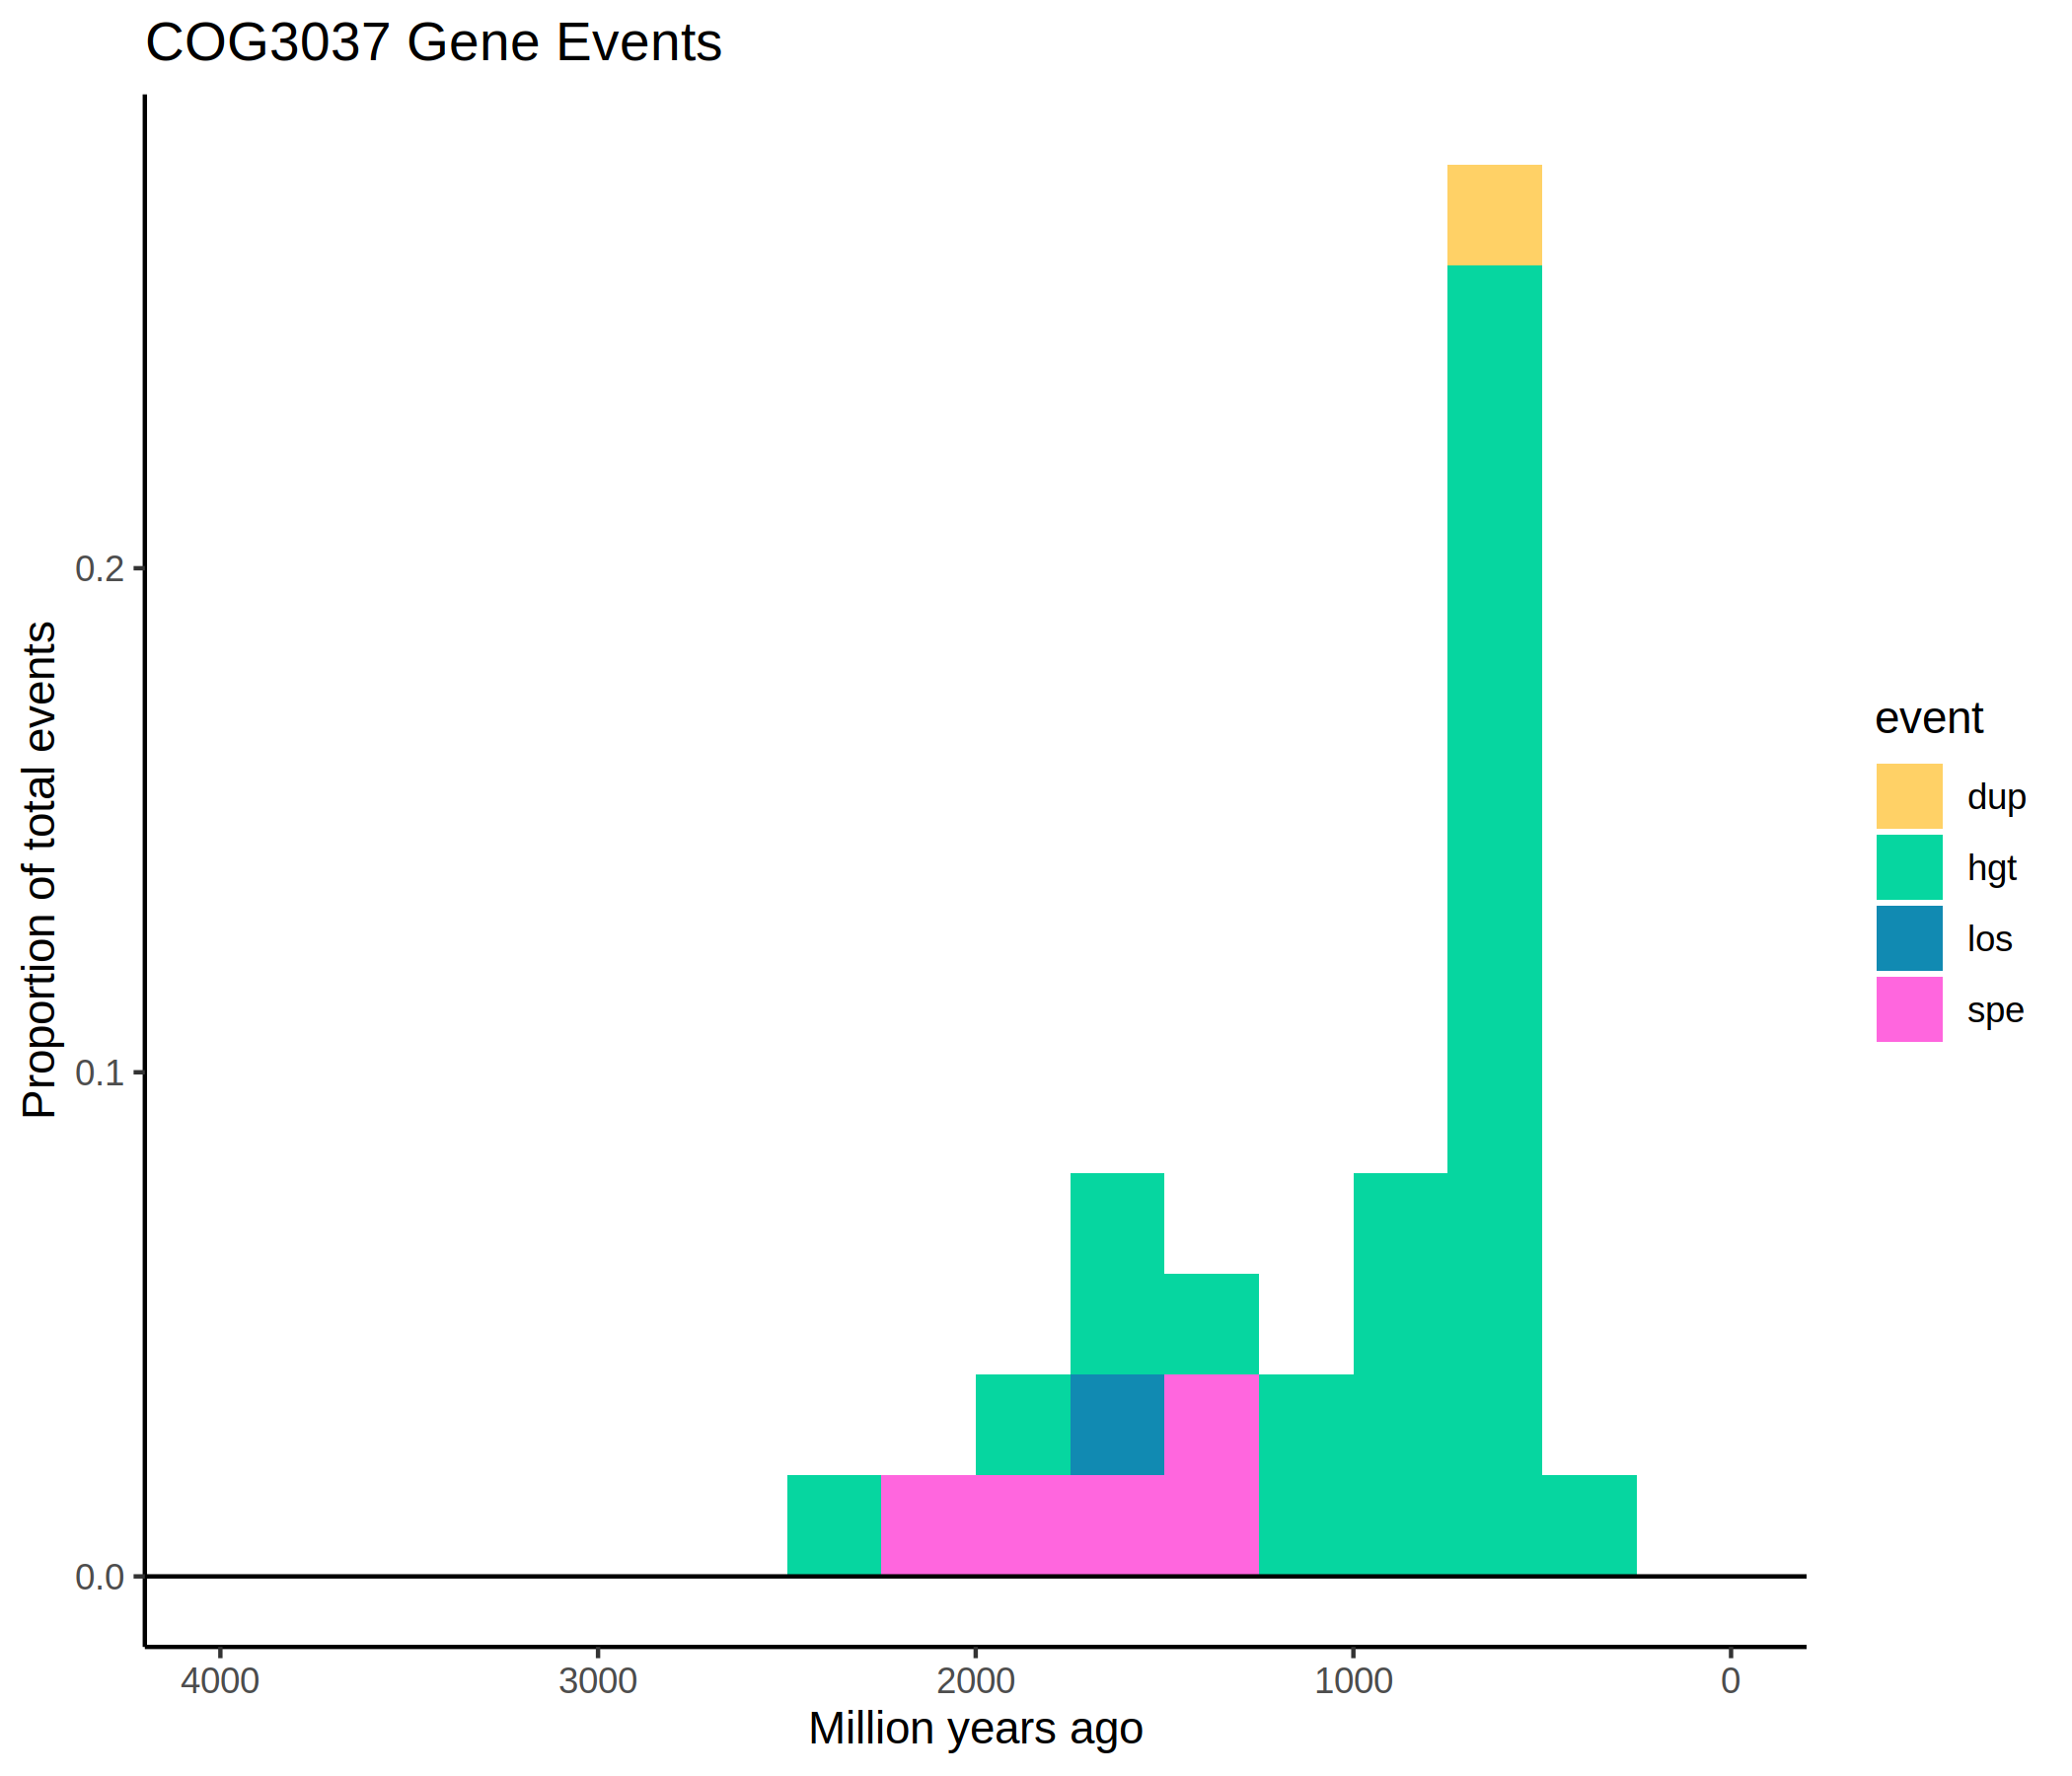 COG3037 Gene Events
Proportion of total events
0.2
0.1
0.0
4000 3000 2000 1000 0
Million years ago
event
dup
hgt
los
spe